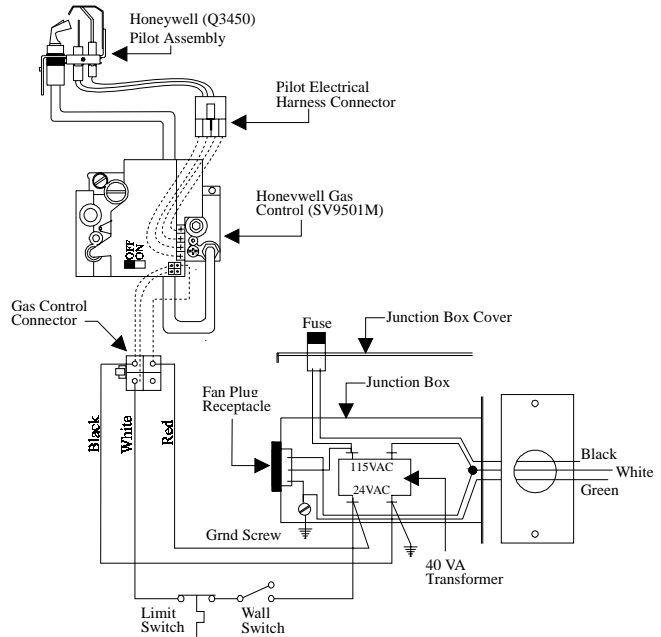 Honeywell (Q3450)
Pilot Assembly
Pilot Electrical
Harness Connector
Honevwell Gas
Control (SV9501M)
OFF
ON
Gas Control
Connector
Fuse
Junction Box Cover
Fan Plug
Receptacle
Junction Box
Black
White
Red
115VAC
24VAC
Black
White
Green
Grnd Screw
40 VA
Transformer
Limit
Switch
Wall
Switch